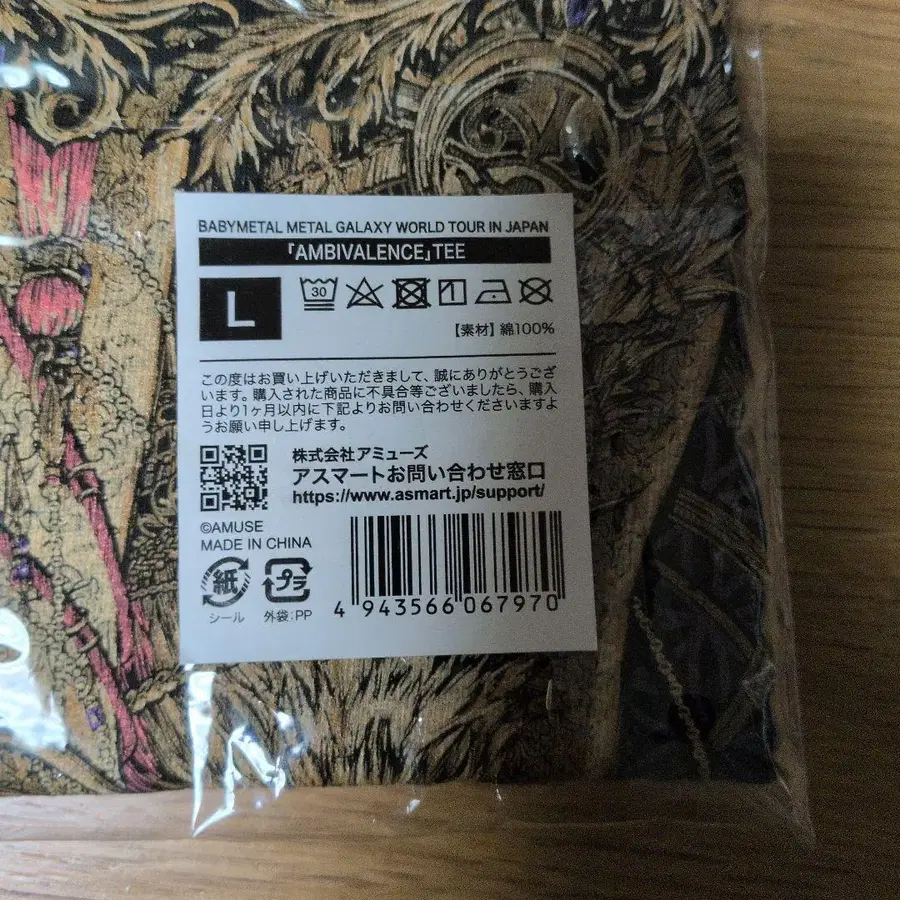 BABYMETAL METAL GALAXY WORLD TOUR IN JAPAN
「AMBIVALENCE」TEE
L
30
【素材】綿100%
この度はお買い上げいただきまして、誠にありがとうござ
います。購入された商品に不具合等ございましたら、購入
日より1ヶ月以内に下記よりお問い合わせくださいますよ
うお願い申し上げます。
株式会社アミューズ
アスマートお問い合わせ窓口
https://www.asmart.jp/support/
©AMUSE
MADE IN CHINA
紙
プラ
シール
外袋:PP
4 943566 067970